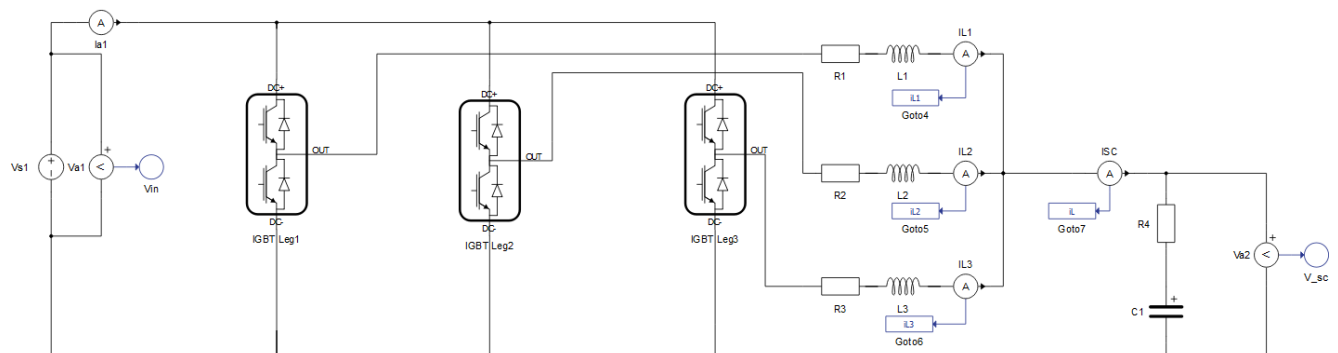 A
Ia1
Vs1
+
Va1
+
Vin
DC+
OUT
DC-
IGBT Leg1
DC+
OUT
DC-
IGBT Leg2
DC+
OUT
DC-
IGBT Leg3
R1
L1
IL1
A
iL1
Goto4
R2
L2
IL2
A
iL2
Goto5
R3
L3
IL3
A
iL3
Goto6
ISC
A
iL
Goto7
R4
C1
+
Va2
+
V_sc